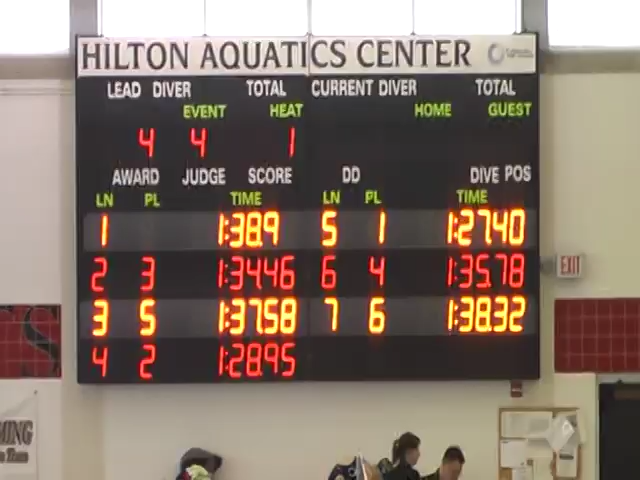 HILTON AQUATICS CENTER
LEAD DIVER TOTAL CURRENT DIVER TOTAL
EVENT HEAT HOME GUEST
4 4 1
AWARD JUDGE SCORE DD DIVE POS
LN PL TIME LN PL TIME
1 1:38.9 5 1 1:27.40
2 3 1:34.46 6 4 1:35.78
3 5 1:37.58 7 6 1:38.32
4 2 1:28.95
EXIT
CS
MING
Team